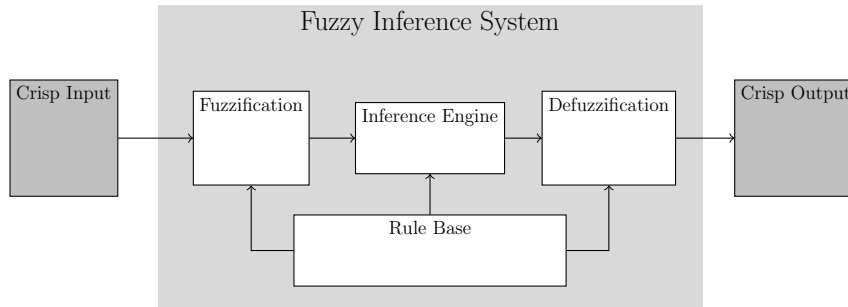 Fuzzy Inference System
Crisp Input
Fuzzification
Inference Engine
Defuzzification
Crisp Output
Rule Base